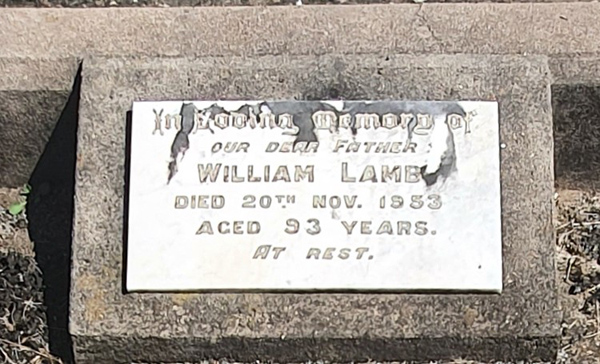 In Loving Memory of
OUR DEAR FATHER
WILLIAM LAMB
DIED 20TH NOV. 1953
AGED 93 YEARS.
AT REST.